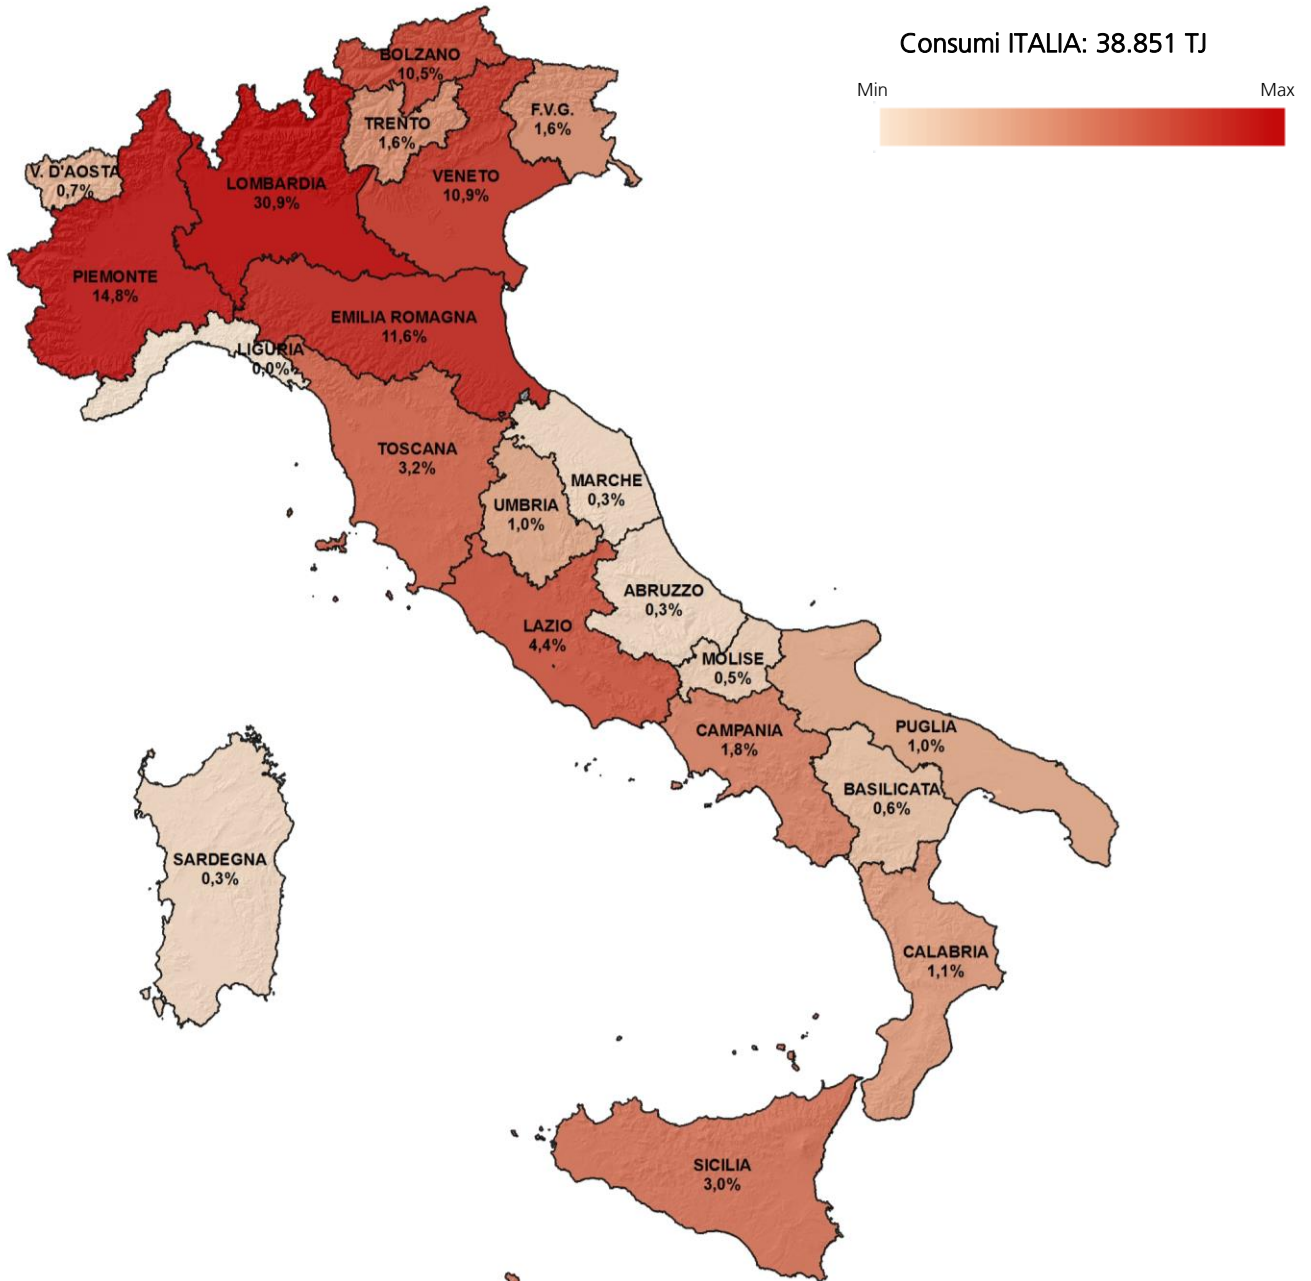 Consumi ITALIA: 38.851 TJ
Min
Max
BOLZANO
10,5%
TRENTO
1,6%
F.V.G.
1,6%
V. D'AOSTA
0,7%
LOMBARDIA
30,9%
VENETO
10,9%
PIEMONTE
14,8%
EMILIA ROMAGNA
11,6%
LIGURIA
0,0%
TOSCANA
3,2%
MARCHE
0,3%
UMBRIA
1,0%
ABRUZZO
0,3%
LAZIO
4,4%
MOLISE
0,5%
CAMPANIA
1,8%
PUGLIA
1,0%
BASILICATA
0,6%
SARDEGNA
0,3%
CALABRIA
1,1%
SICILIA
3,0%